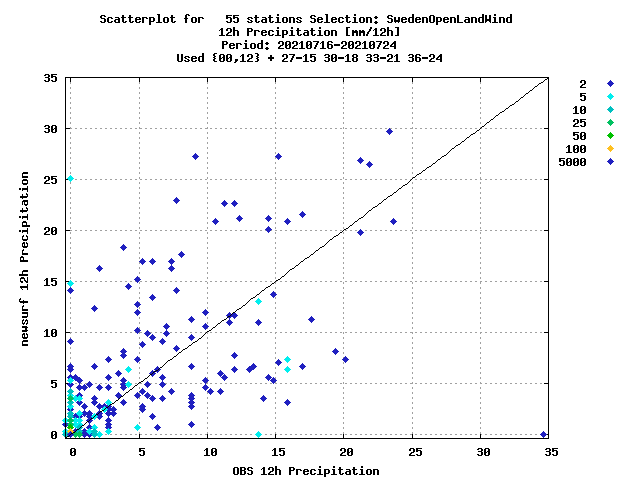 Scatterplot for   55 stations Selection: SwedenOpenLandWind
12h Precipitation [mm/12h]
Period: 20210716-20210724
Used {00,12} + 27-15 30-18 33-21 36-24
35
30
25
20
15
10
5
0
newsurf 12h Precipitation
0 5 10 15 20 25 30 35
OBS 12h Precipitation
2
5
10
25
50
100
5000